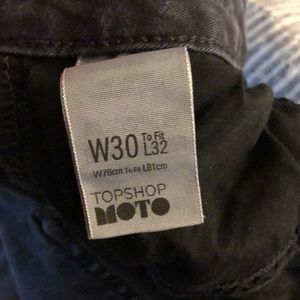 W30 To Fit L32
W76cm To Fit L81cm
TOPSHOP
MOTO